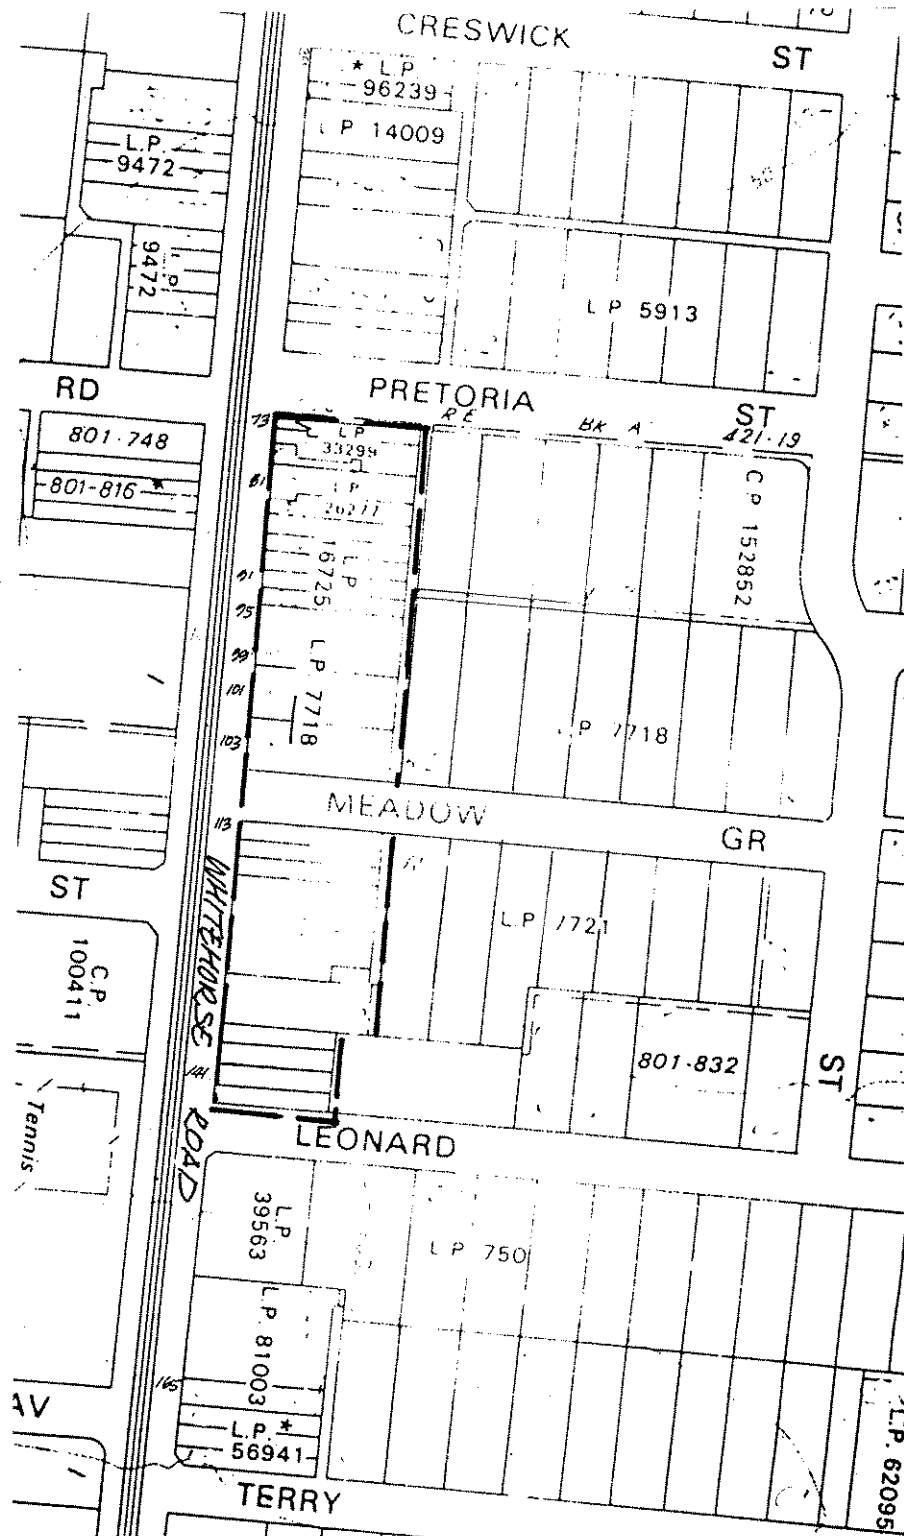 CRESWICK
ST
* L.P.
96239
L.P 14009
L.P.
9472
L.P
9472
L P 5913
RD
PRETORIA
ST
R E
BK A
421·19
801·748
801-816 *
73
L P
33299
81
L P
26277
L P
16725
C.P. 152852
91
95
99
101
L.P. 7718
103
L.P 7718
MEADOW
GR
113
WHITEHORSE
ROAD
ST
L.P 7721
C.P.
100411
801·832
ST
141
Tennis
LEONARD
L.P.
39563
L P 750
L.P. 81003
165
AV
L.P. *
56941
L.P. 62095
TERRY